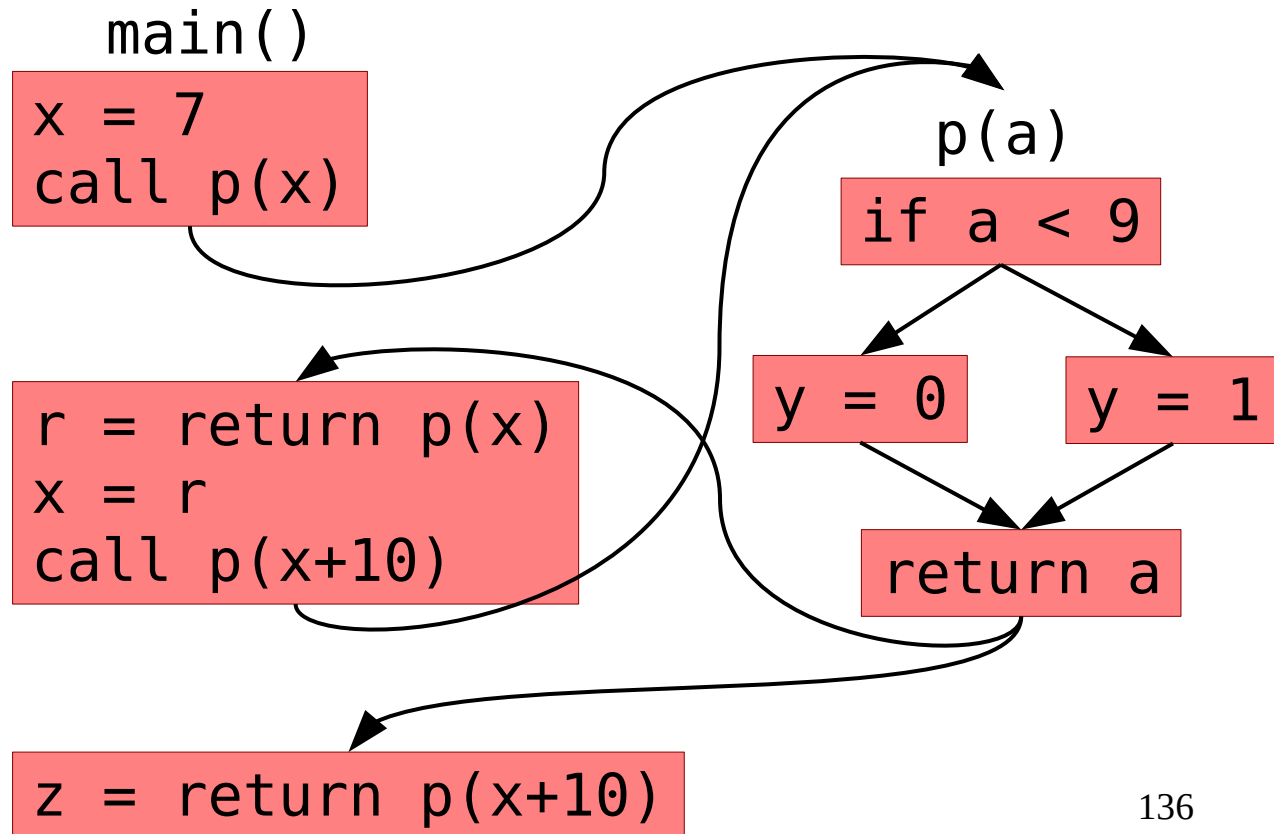 main()
x = 7
call p(x)
r = return p(x)
x = r
call p(x+10)
z = return p(x+10)
p(a)
if a < 9
y = 0
y = 1
return a
136